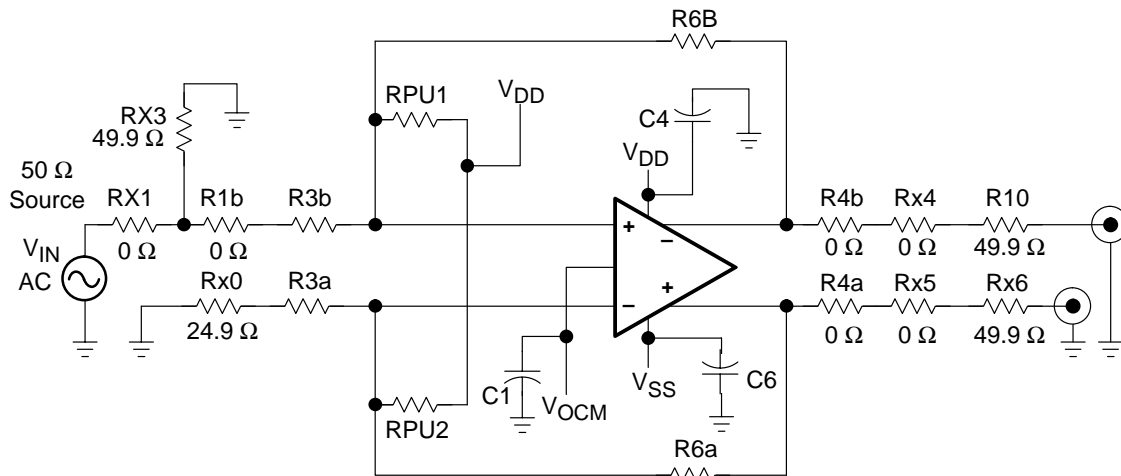 R6B
RPU1
VDD
RX3
49.9 Ω
C4
VDD
50 Ω
Source
RX1
0 Ω
R1b
0 Ω
R3b
R4b
0 Ω
Rx4
0 Ω
R10
49.9 Ω
VIN
AC
+
−
Rx0
24.9 Ω
R3a
−
+
R4a
0 Ω
Rx5
0 Ω
Rx6
49.9 Ω
C1
VOCM
VSS
C6
RPU2
R6a